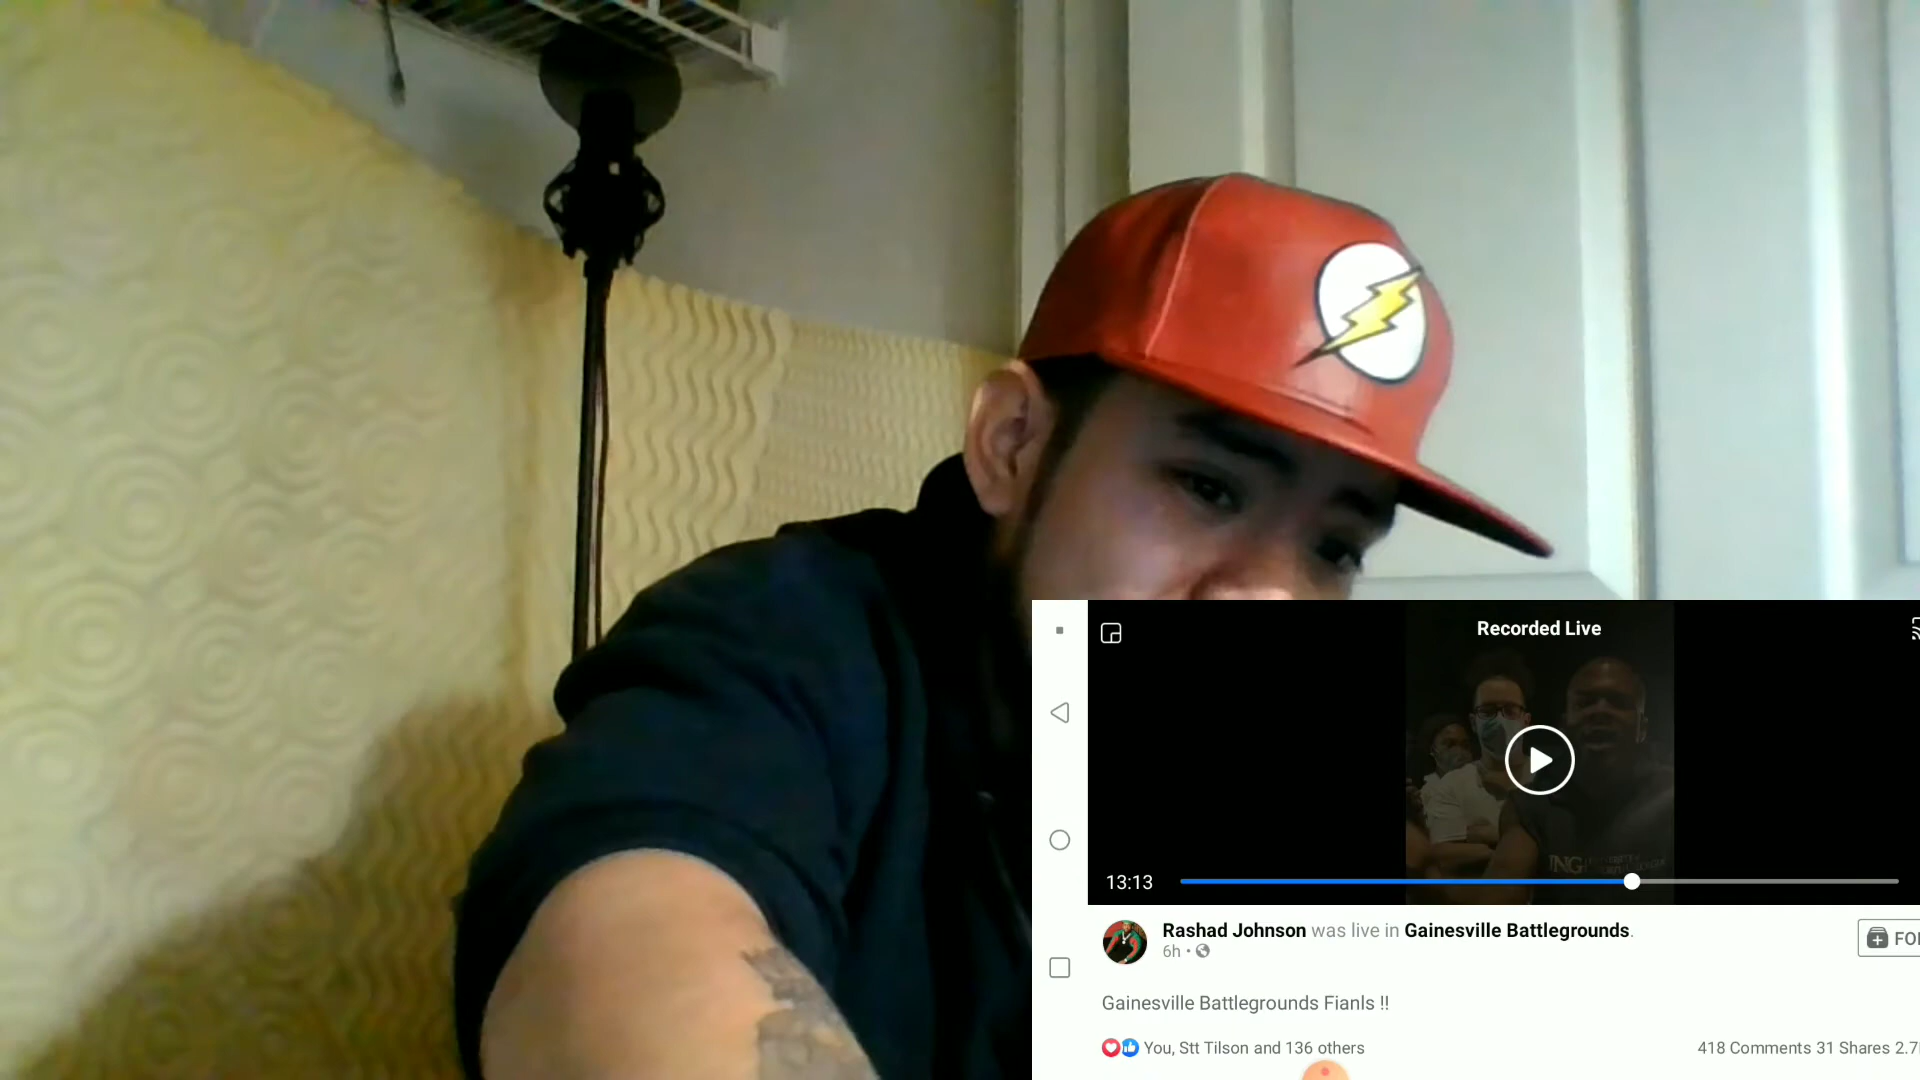 Recorded Live
13:13
Rashad Johnson was live in Gainesville Battlegrounds.
6h
Gainesville Battlegrounds Fianls !!
You, Stt Tilson and 136 others
418 Comments 31 Shares